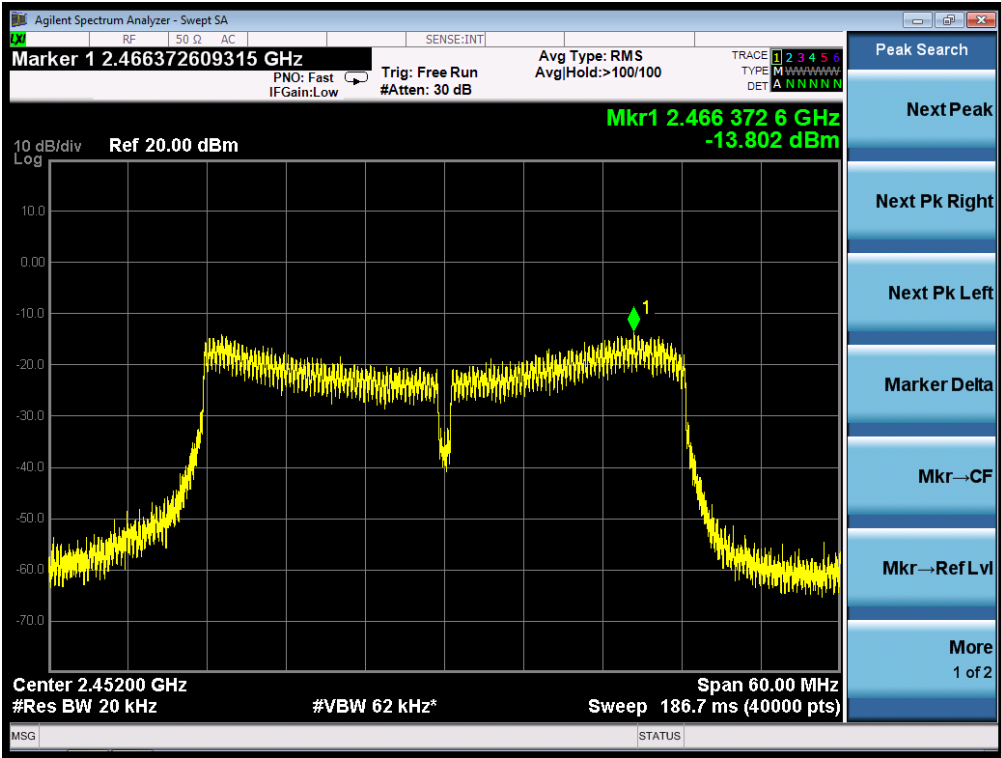 Agilent Spectrum Analyzer - Swept SA
LXI RF 50 Ω AC SENSE:INT
Marker 1 2.466372609315 GHz
PNO: Fast
IFGain:Low
Trig: Free Run
#Atten: 30 dB
Avg Type: RMS
Avg|Hold:>100/100
TRACE 1 2 3 4 5 6
TYPE M WWWWW
DET A N N N N N
Mkr1 2.466 372 6 GHz
-13.802 dBm
10 dB/div Ref 20.00 dBm
Log
10.0
0.00
-10.0
-20.0
-30.0
-40.0
-50.0
-60.0
-70.0
1
Center 2.45200 GHz Span 60.00 MHz
#Res BW 20 kHz #VBW 62 kHz* Sweep 186.7 ms (40000 pts)
MSG STATUS
Peak Search
Next Peak
Next Pk Right
Next Pk Left
Marker Delta
Mkr→CF
Mkr→Ref Lvl
More
1 of 2